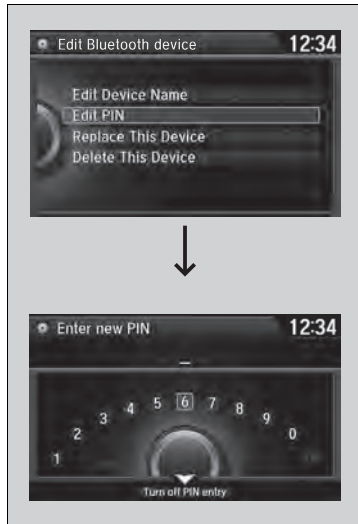 Edit Bluetooth device 12:34
Edit Device Name
Edit PIN
Replace This Device
Delete This Device
Enter new PIN 12:34
_
1 2 3 4 5 6 7 8 9 0
Turn off PIN entry